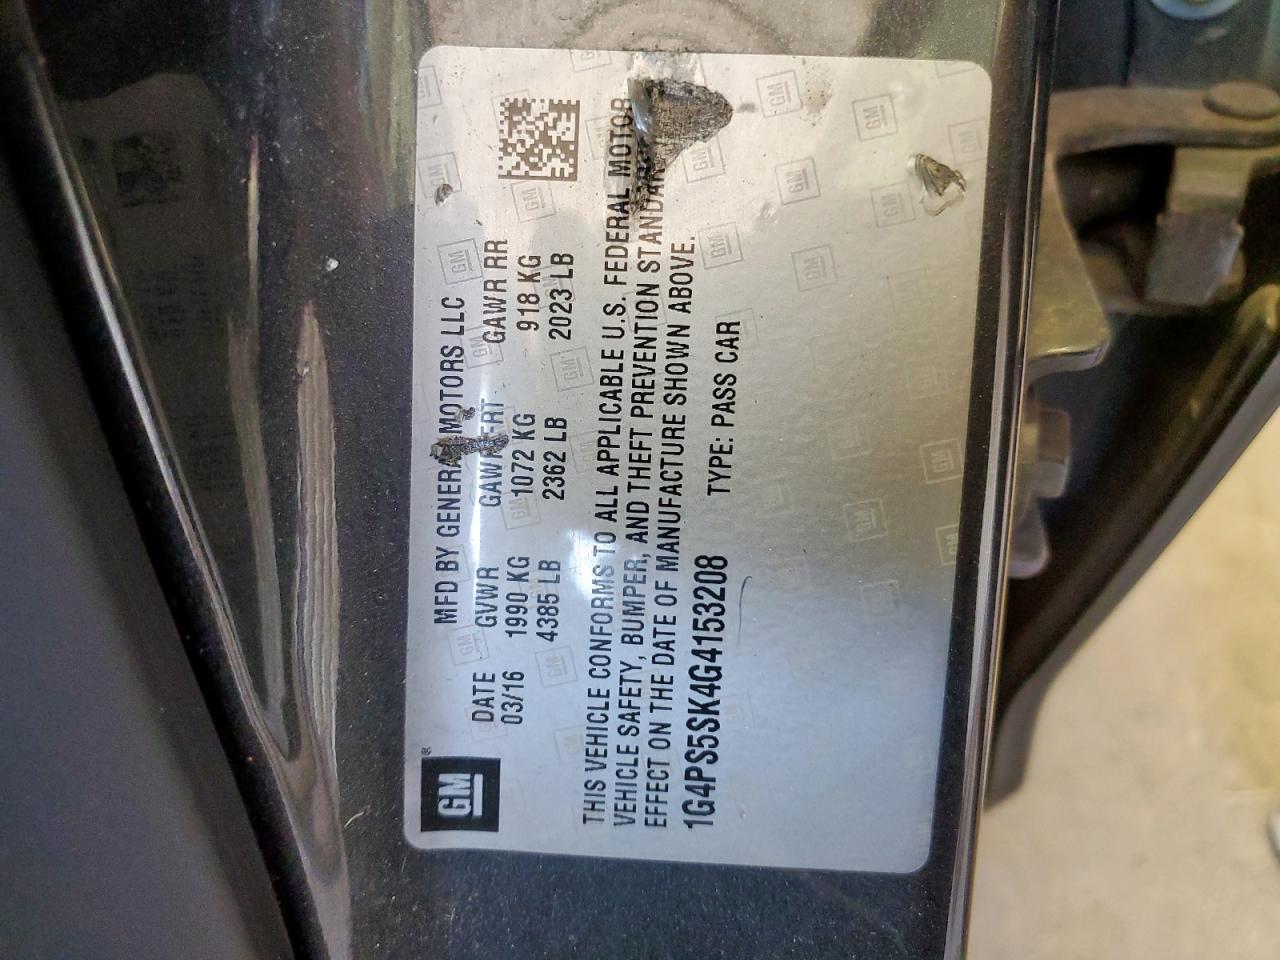 GM
MFD BY GENERAL MOTORS LLC
DATE GVWR GAWR FRT GAWR RR
03/16 1990 KG 1072 KG 918 KG
4385 LB 2362 LB 2023 LB
THIS VEHICLE CONFORMS TO ALL APPLICABLE U.S. FEDERAL MOTOR
VEHICLE SAFETY, BUMPER, AND THEFT PREVENTION STANDAR
EFFECT ON THE DATE OF MANUFACTURE SHOWN ABOVE.
1G4PS5SK4G4153208 TYPE: PASS CAR